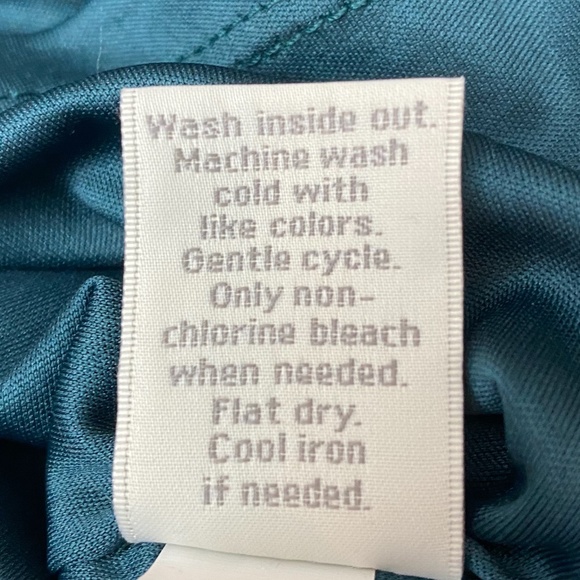 Wash inside out.
Machine wash
cold with
like colors.
Gentle cycle.
Only non-
chlorine bleach
when needed.
Flat dry.
Cool iron
if needed.